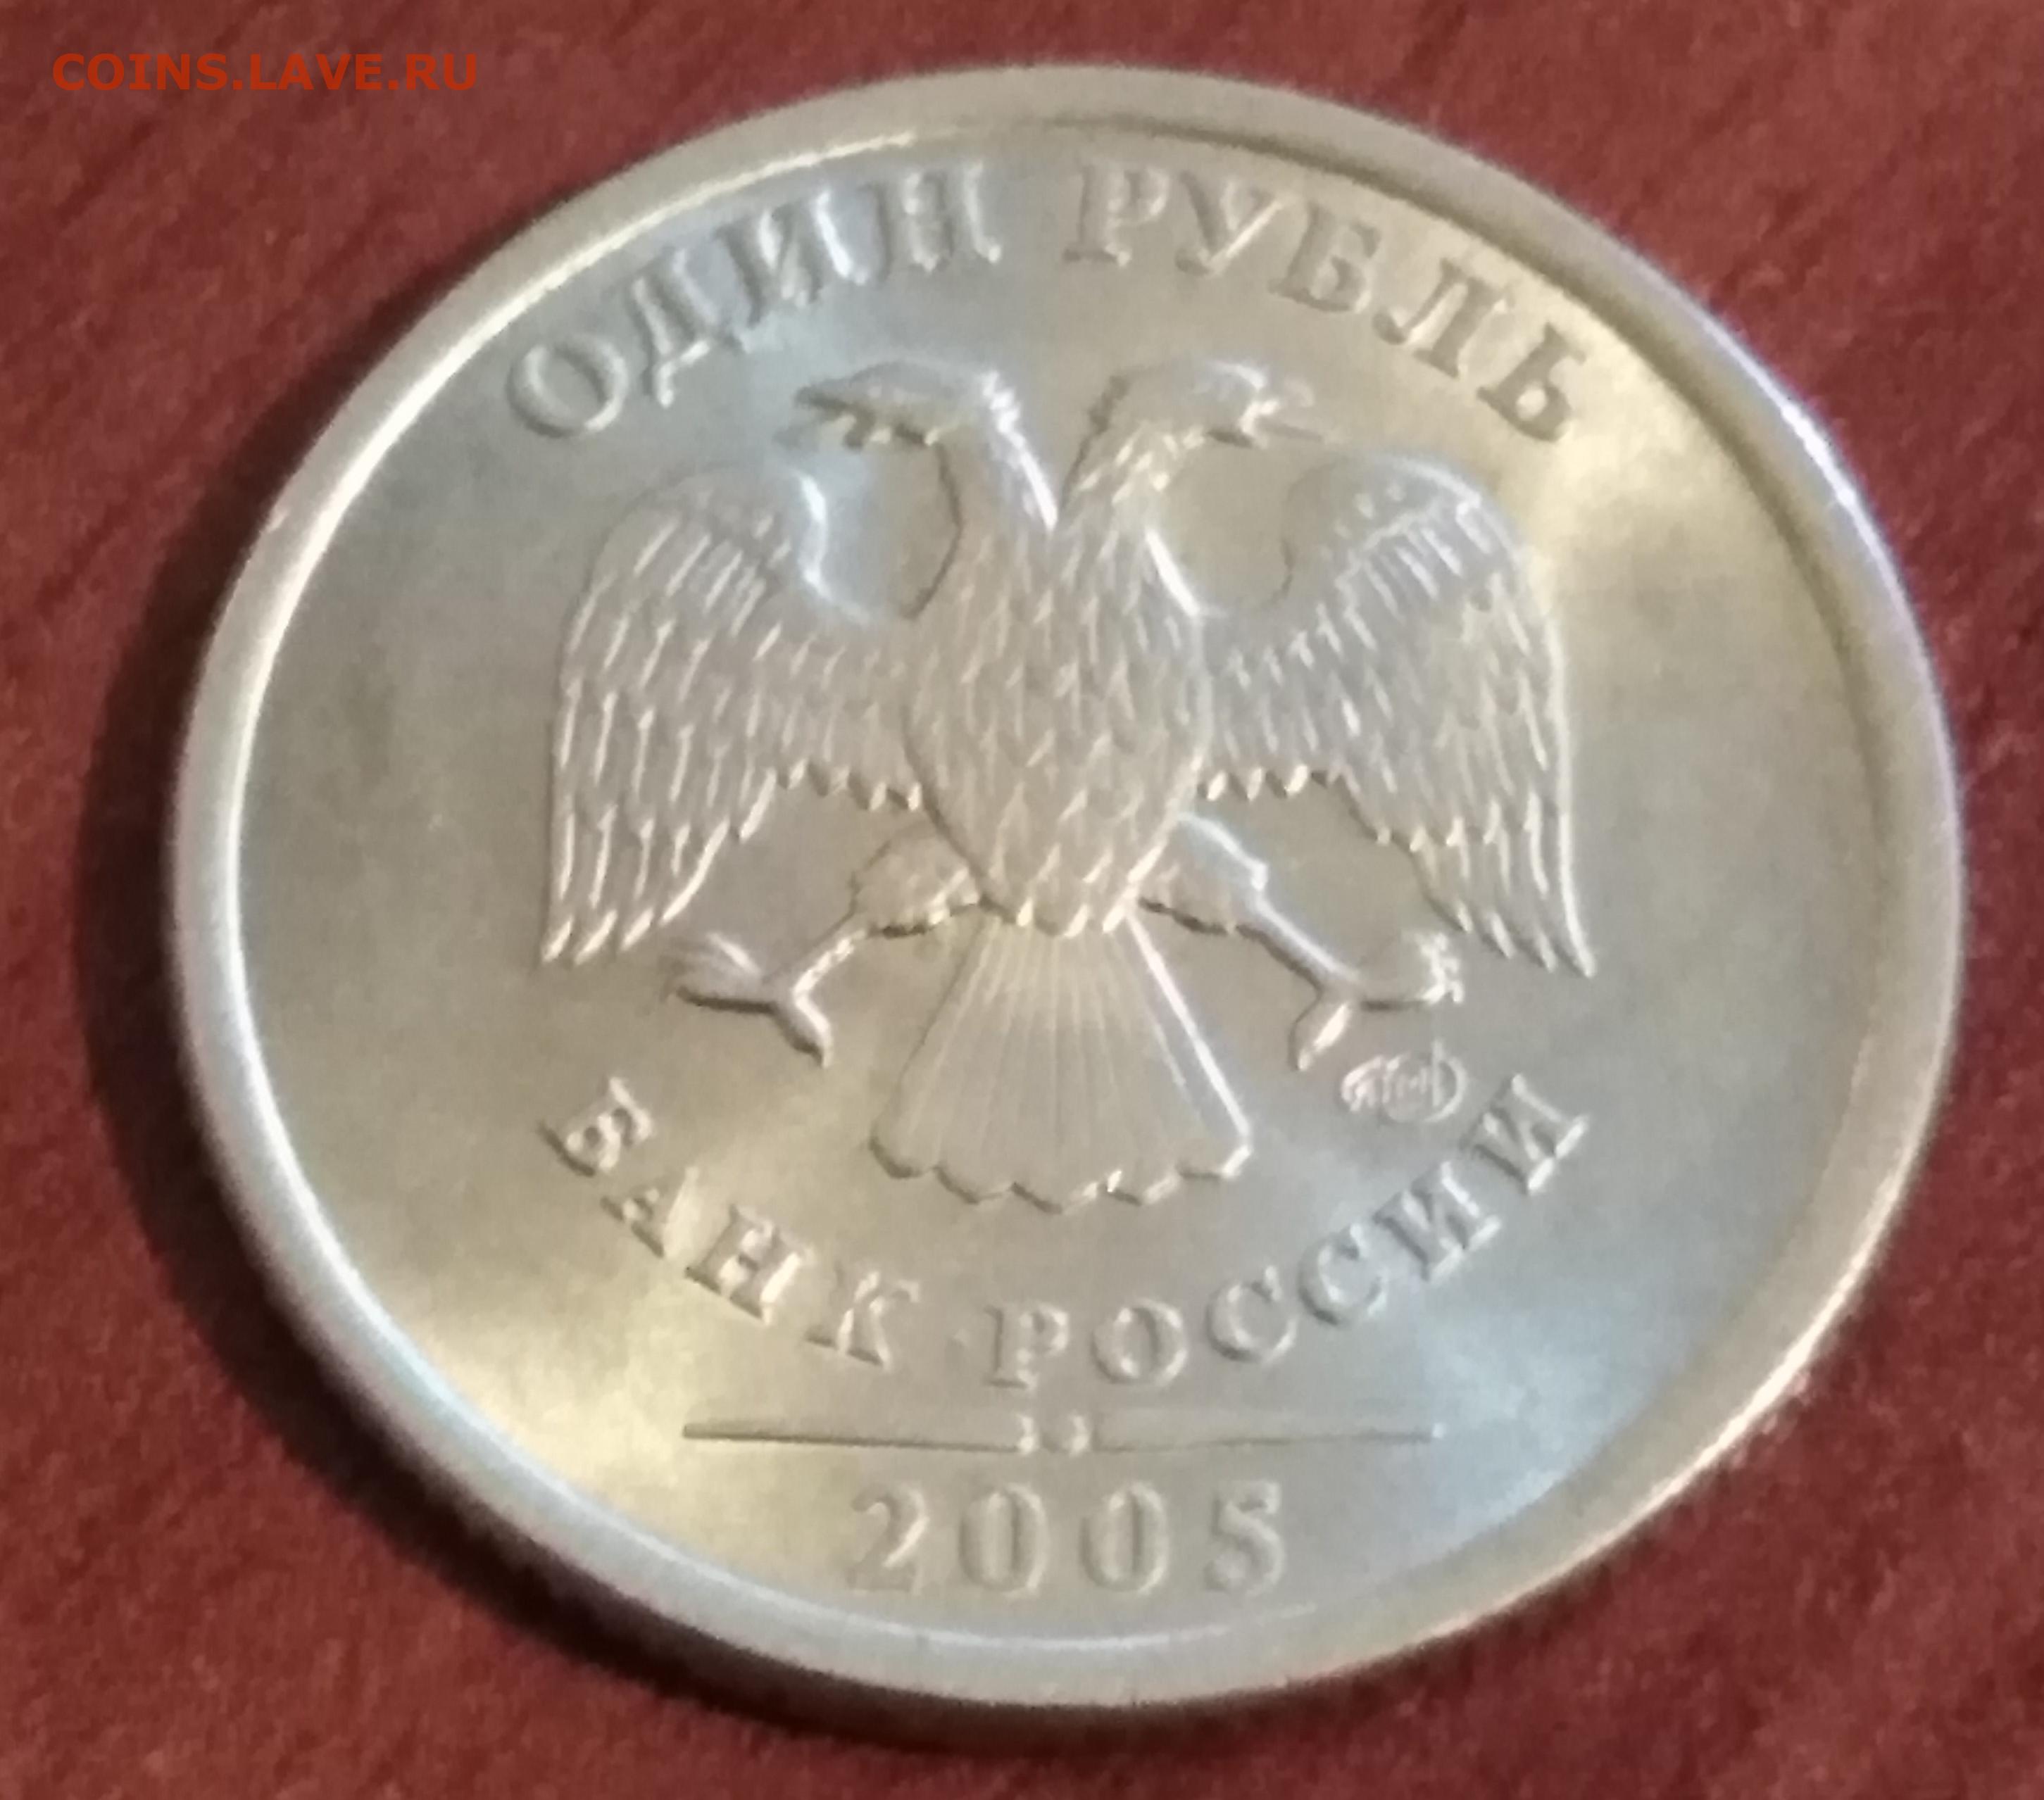 COINS.LAVE.RU
ОДИН РУБЛЬ
БАНК РОССИИ
2005